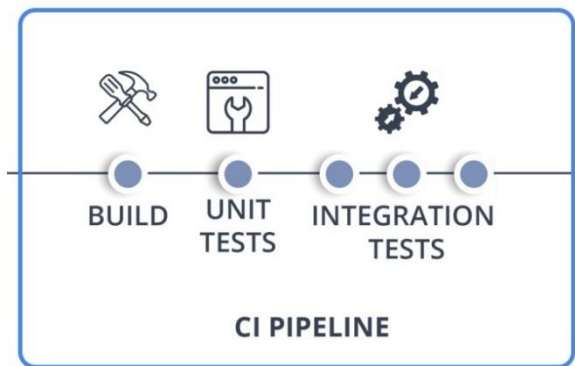 BUILD
UNIT
TESTS
INTEGRATION
TESTS
CI PIPELINE